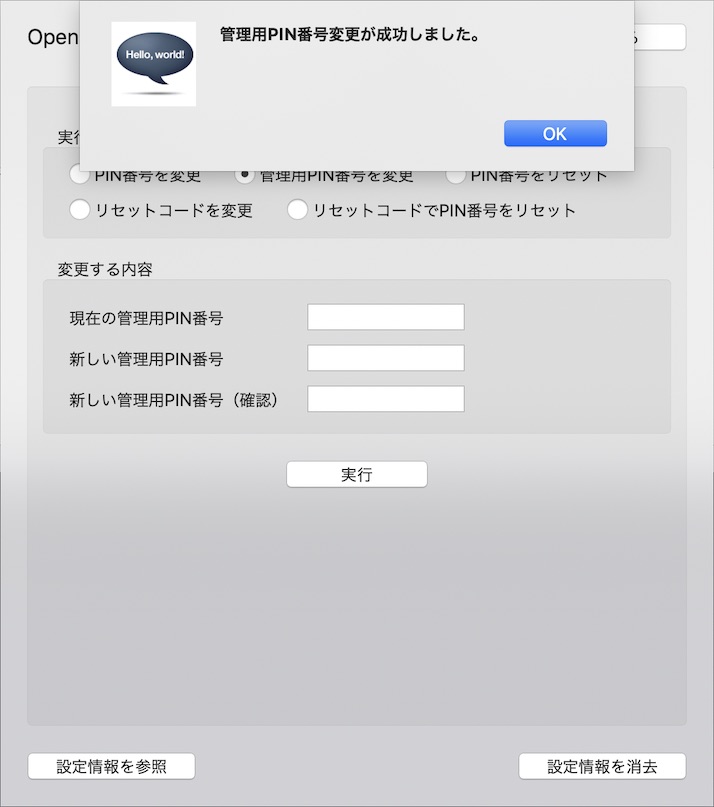 Open
Hello, world!
管理用PIN番号変更が成功しました。
OK
PIN番号を変更 管理用PIN番号を変更 PIN番号をリセット
リセットコードを変更 リセットコードでPIN番号をリセット
変更する内容
現在の管理用PIN番号
新しい管理用PIN番号
新しい管理用PIN番号（確認）
実行
設定情報を参照 設定情報を消去